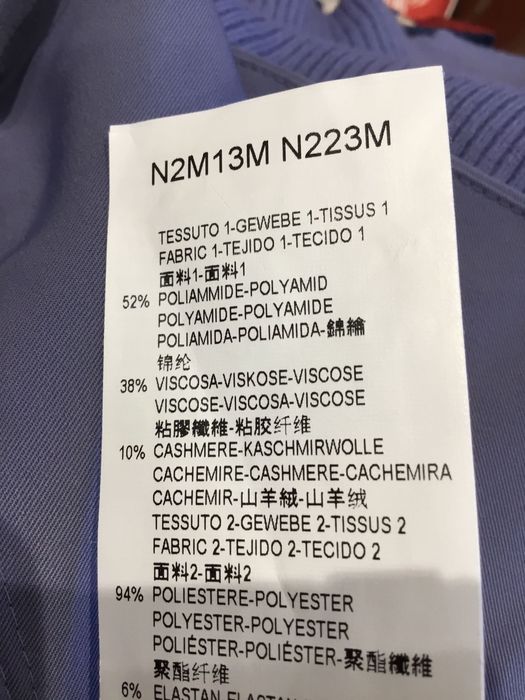 N2M13M N223M
TESSUTO 1-GEWEBE 1-TISSUS 1
FABRIC 1-TEJIDO 1-TECIDO 1
面料1-面料1
52% POLIAMMIDE-POLYAMID
POLYAMIDE-POLYAMIDE
POLIAMIDA-POLIAMIDA-錦綸
锦纶
38% VISCOSA-VISKOSE-VISCOSE
VISCOSE-VISCOSA-VISCOSE
粘膠纖維-粘胶纤维
10% CASHMERE-KASCHMIRWOLLE
CACHEMIRE-CASHMERE-CACHEMIRA
CACHEMIR-山羊絨-山羊绒
TESSUTO 2-GEWEBE 2-TISSUS 2
FABRIC 2-TEJIDO 2-TECIDO 2
面料2-面料2
94% POLIESTERE-POLYESTER
POLYESTER-POLYESTER
POLIÉSTER-POLIÉSTER-聚酯纖維
聚酯纤维
6% ELASTAN-ELASTAN